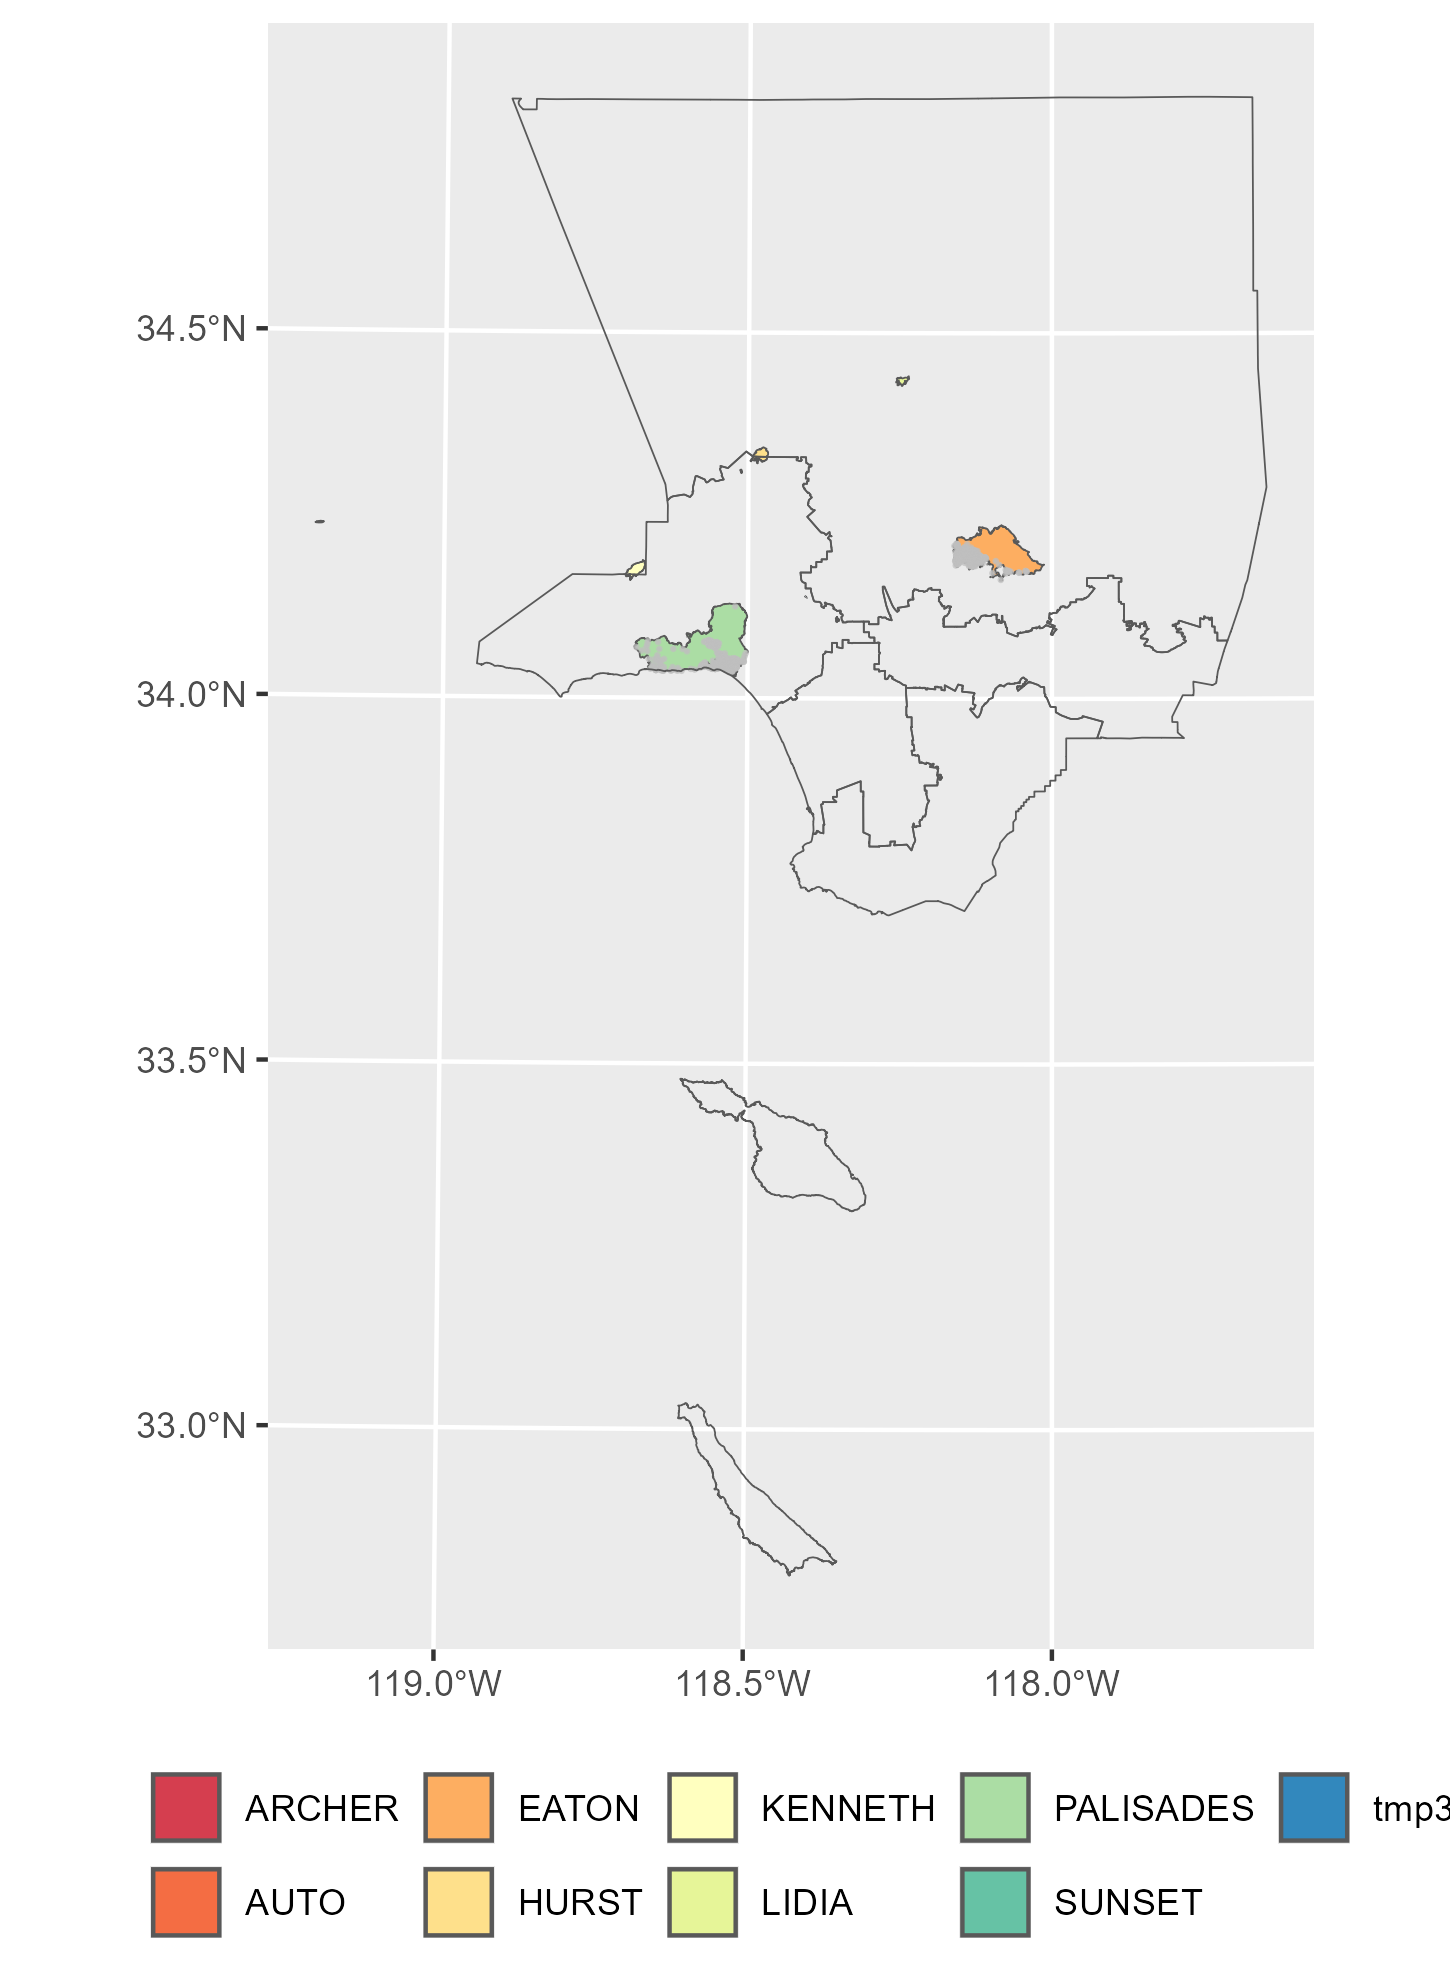 34.5°N
34.0°N
33.5°N
33.0°N
119.0°W 118.5°W 118.0°W
ARCHER EATON KENNETH PALISADES tmp3
AUTO HURST LIDIA SUNSET